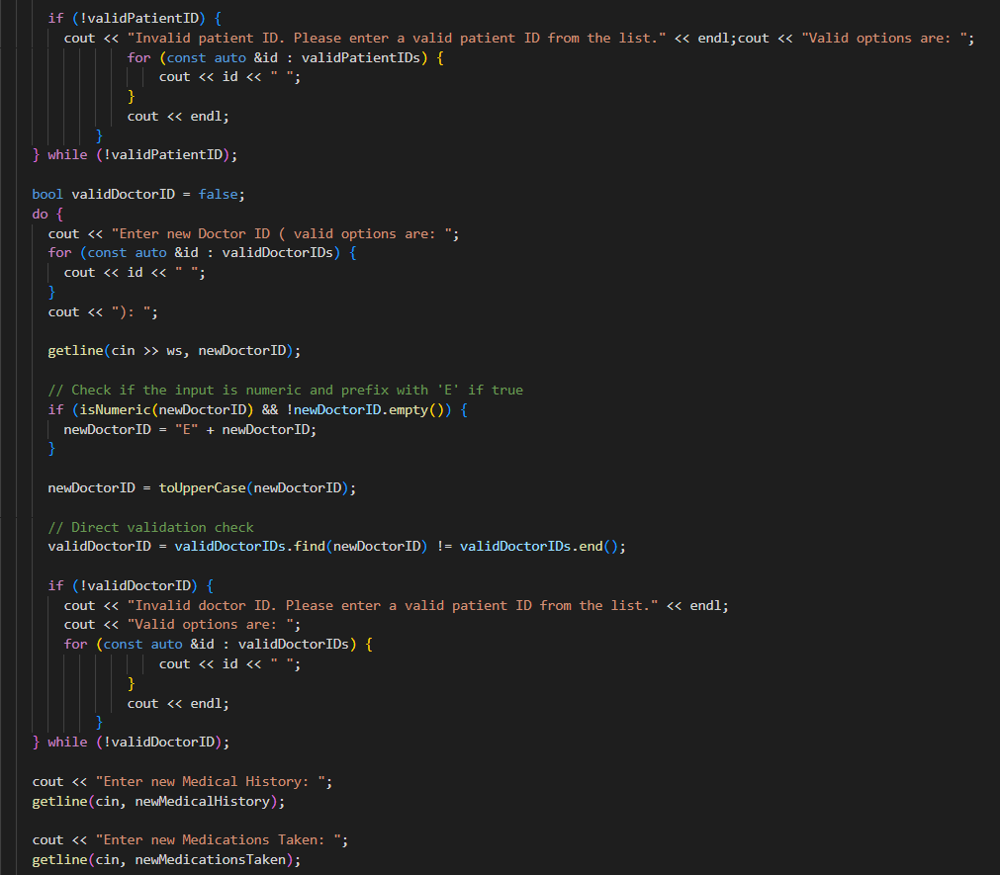 if (!validPatientID) {
cout << "Invalid patient ID. Please enter a valid patient ID from the list." << endl;cout << "Valid options are: ";
for (const auto &id : validPatientIDs) {
cout << id << " ";
}
cout << endl;
}
} while (!validPatientID);
bool validDoctorID = false;
do {
cout << "Enter new Doctor ID ( valid options are: ";
for (const auto &id : validDoctorIDs) {
cout << id << " ";
}
cout << "): ";
getline(cin >> ws, newDoctorID);
// Check if the input is numeric and prefix with 'E' if true
if (isNumeric(newDoctorID) && !newDoctorID.empty()) {
newDoctorID = "E" + newDoctorID;
}
newDoctorID = toUpperCase(newDoctorID);
// Direct validation check
validDoctorID = validDoctorIDs.find(newDoctorID) != validDoctorIDs.end();
if (!validDoctorID) {
cout << "Invalid doctor ID. Please enter a valid patient ID from the list." << endl;
cout << "Valid options are: ";
for (const auto &id : validDoctorIDs) {
cout << id << " ";
}
cout << endl;
}
} while (!validDoctorID);
cout << "Enter new Medical History: ";
getline(cin, newMedicalHistory);
cout << "Enter new Medications Taken: ";
getline(cin, newMedicationsTaken);